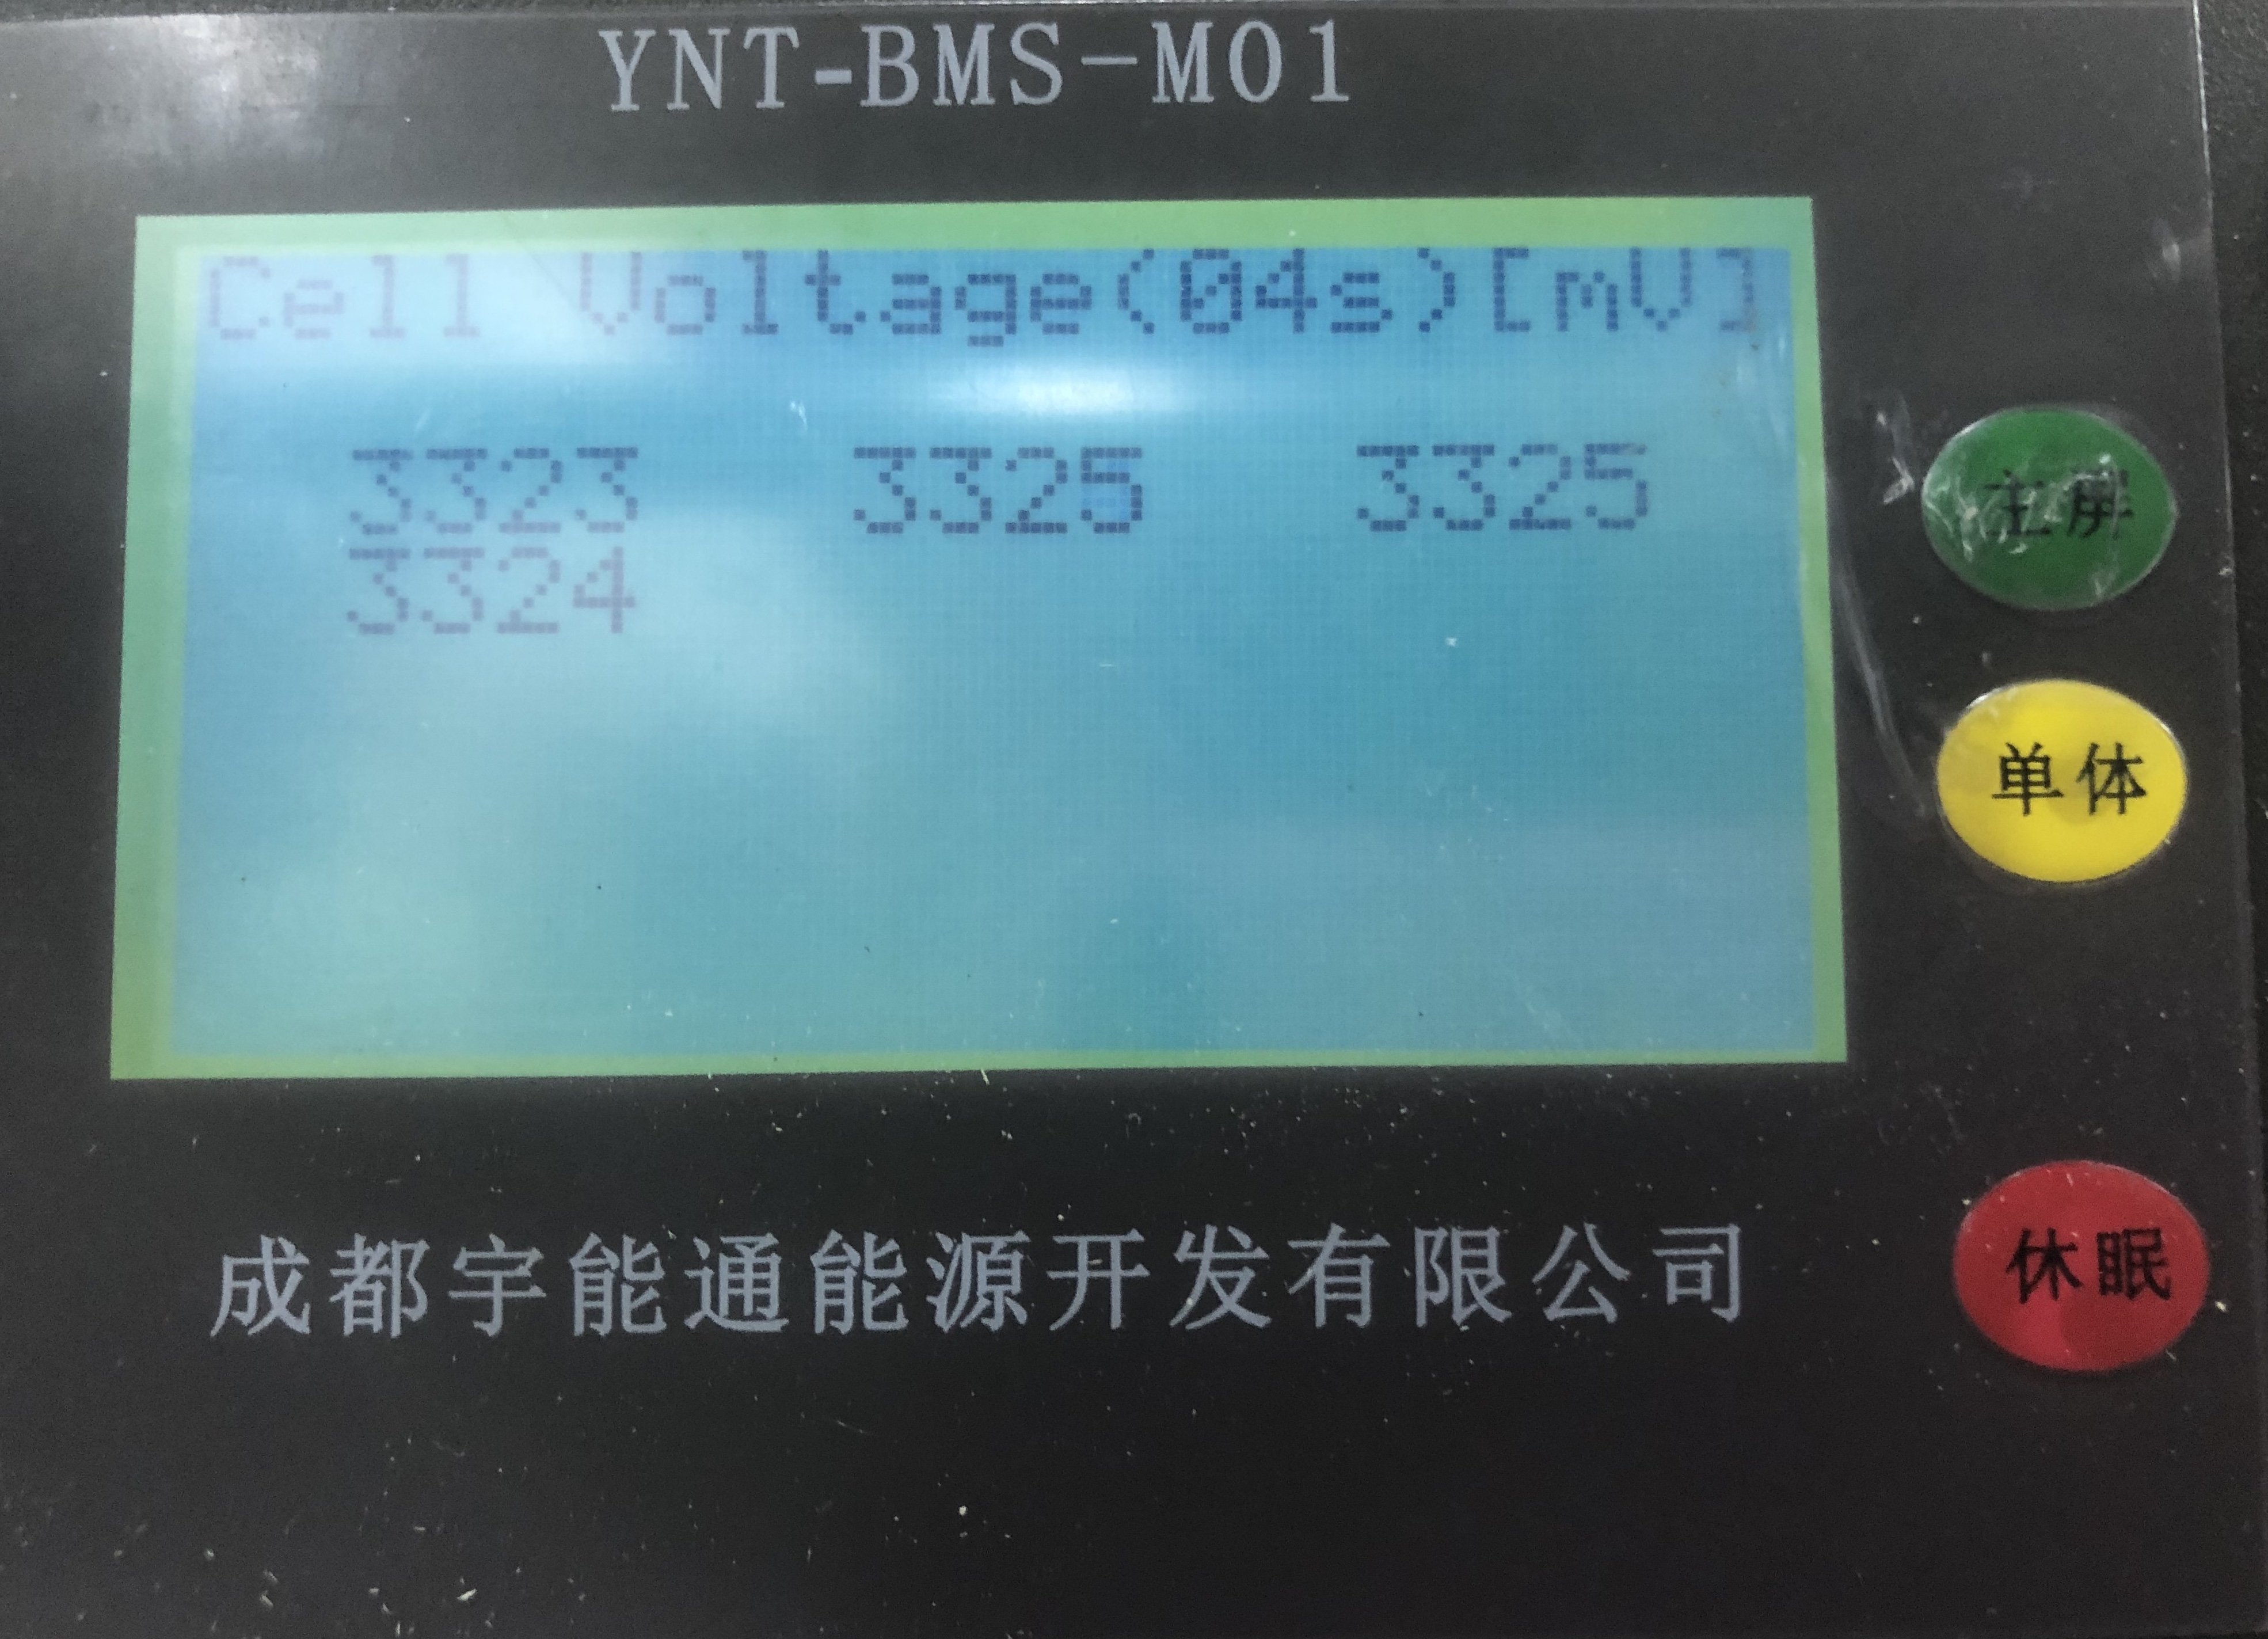 YNT-BMS-M01
Cell Voltage(04s)[mV]
3323 3325 3325
3324
主屏
单体
休眠
成都宇能通能源开发有限公司